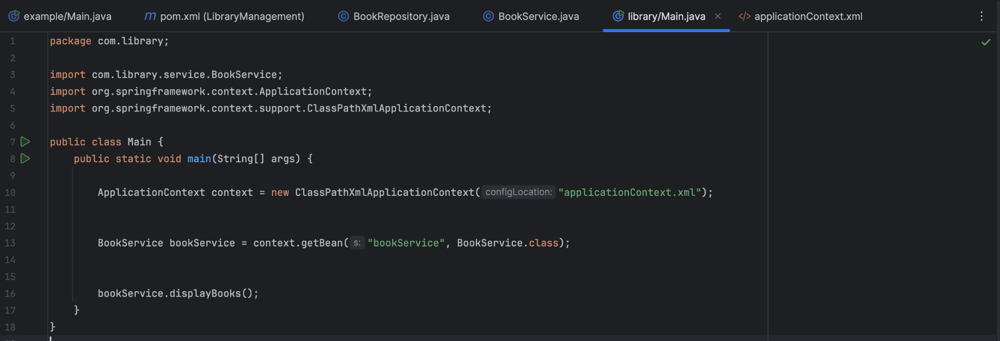 example/Main.java pom.xml (LibraryManagement) BookRepository.java BookService.java library/Main.java applicationContext.xml
1 package com.library;
2
3 import com.library.service.BookService;
4 import org.springframework.context.ApplicationContext;
5 import org.springframework.context.support.ClassPathXmlApplicationContext;
6
7 public class Main {
8 public static void main(String[] args) {
9
10 ApplicationContext context = new ClassPathXmlApplicationContext( configLocation: "applicationContext.xml");
11
12
13 BookService bookService = context.getBean( s: "bookService", BookService.class);
14
15
16 bookService.displayBooks();
17 }
18 }